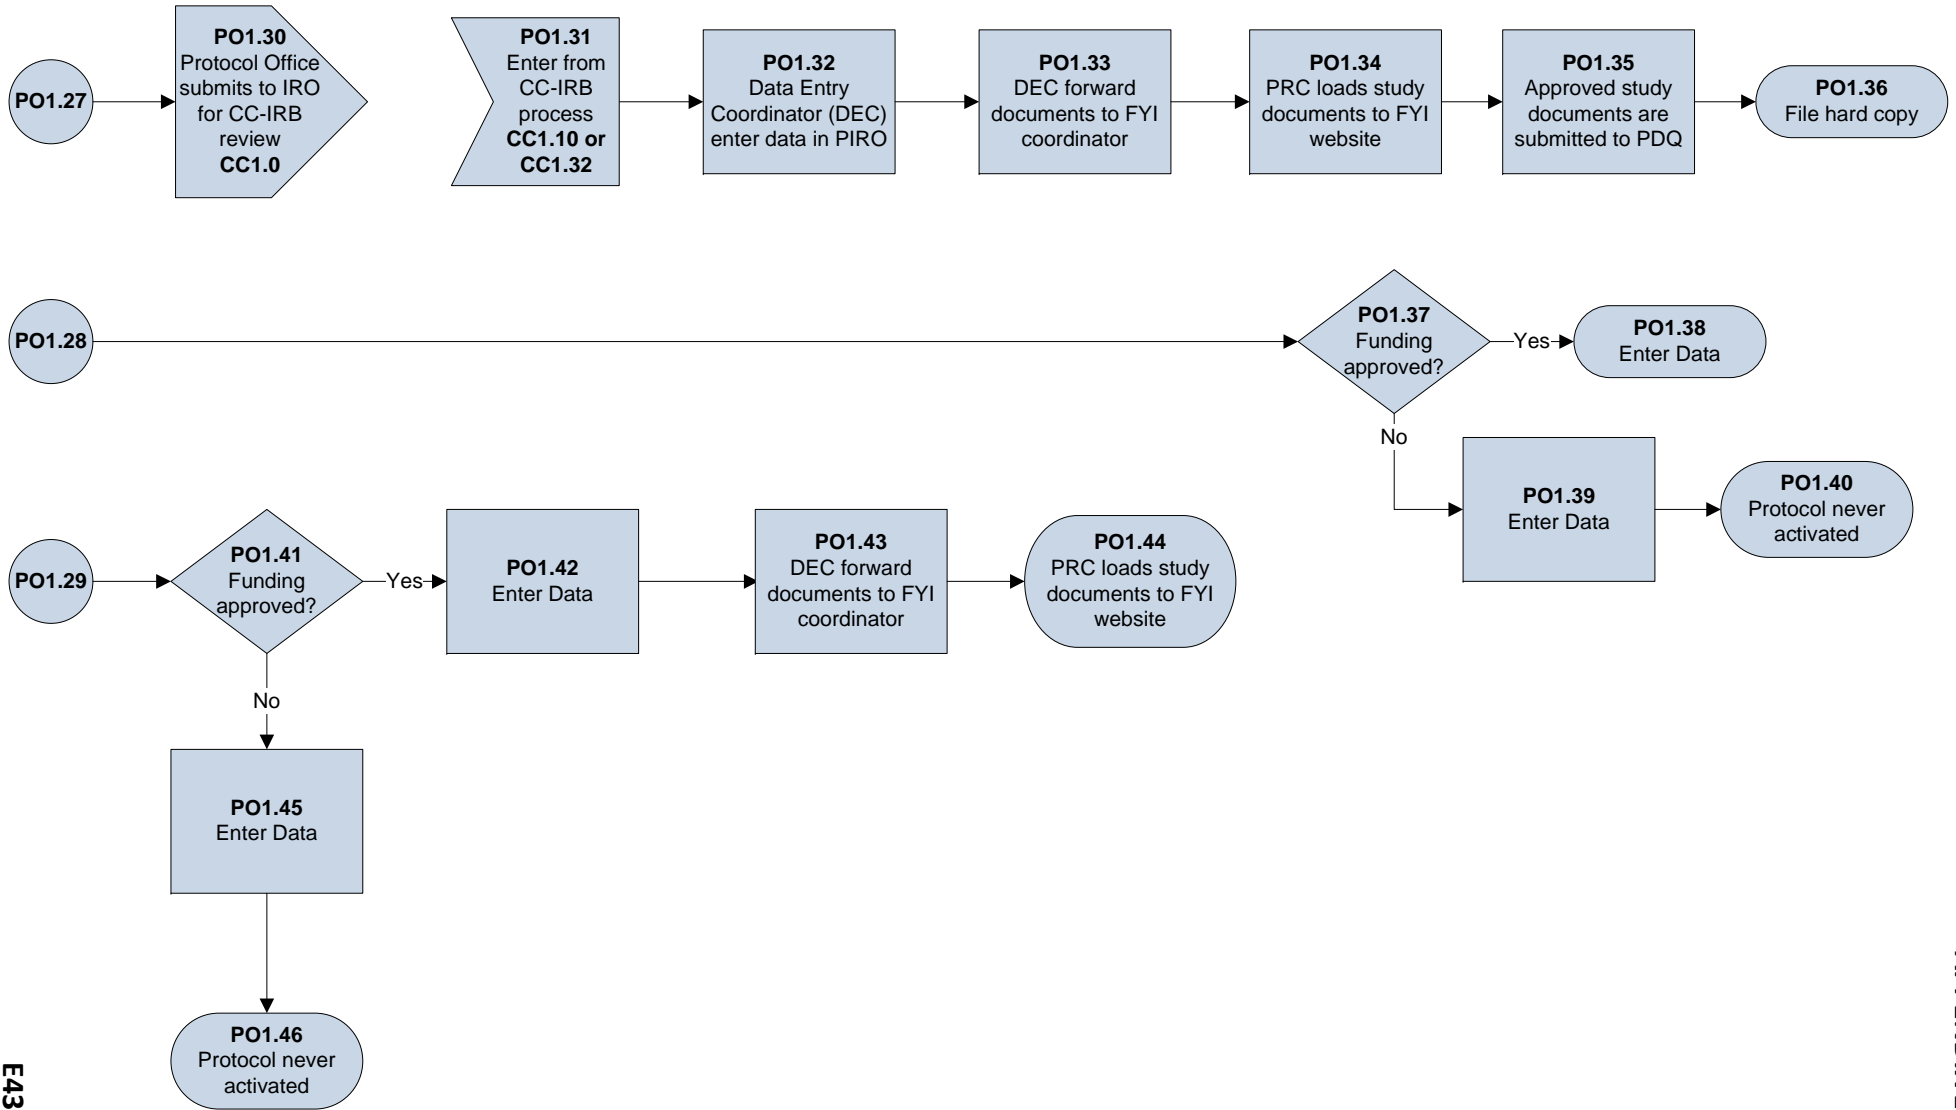 PO1.27
PO1.30
Protocol Office
submits to IRO
for CC-IRB
review
CC1.0
PO1.31
Enter from
CC-IRB
process
CC1.10 or
CC1.32
PO1.32
Data Entry
Coordinator (DEC)
enter data in PIRO
PO1.33
DEC forward
documents to FYI
coordinator
PO1.34
PRC loads study
documents to FYI
website
PO1.35
Approved study
documents are
submitted to PDQ
PO1.36
File hard copy
PO1.28
PO1.37
Funding
approved?
Yes
PO1.38
Enter Data
No
PO1.39
Enter Data
PO1.40
Protocol never
activated
PO1.29
PO1.41
Funding
approved?
Yes
PO1.42
Enter Data
PO1.43
DEC forward
documents to FYI
coordinator
PO1.44
PRC loads study
documents to FYI
website
No
PO1.45
Enter Data
PO1.46
Protocol never
activated
E43